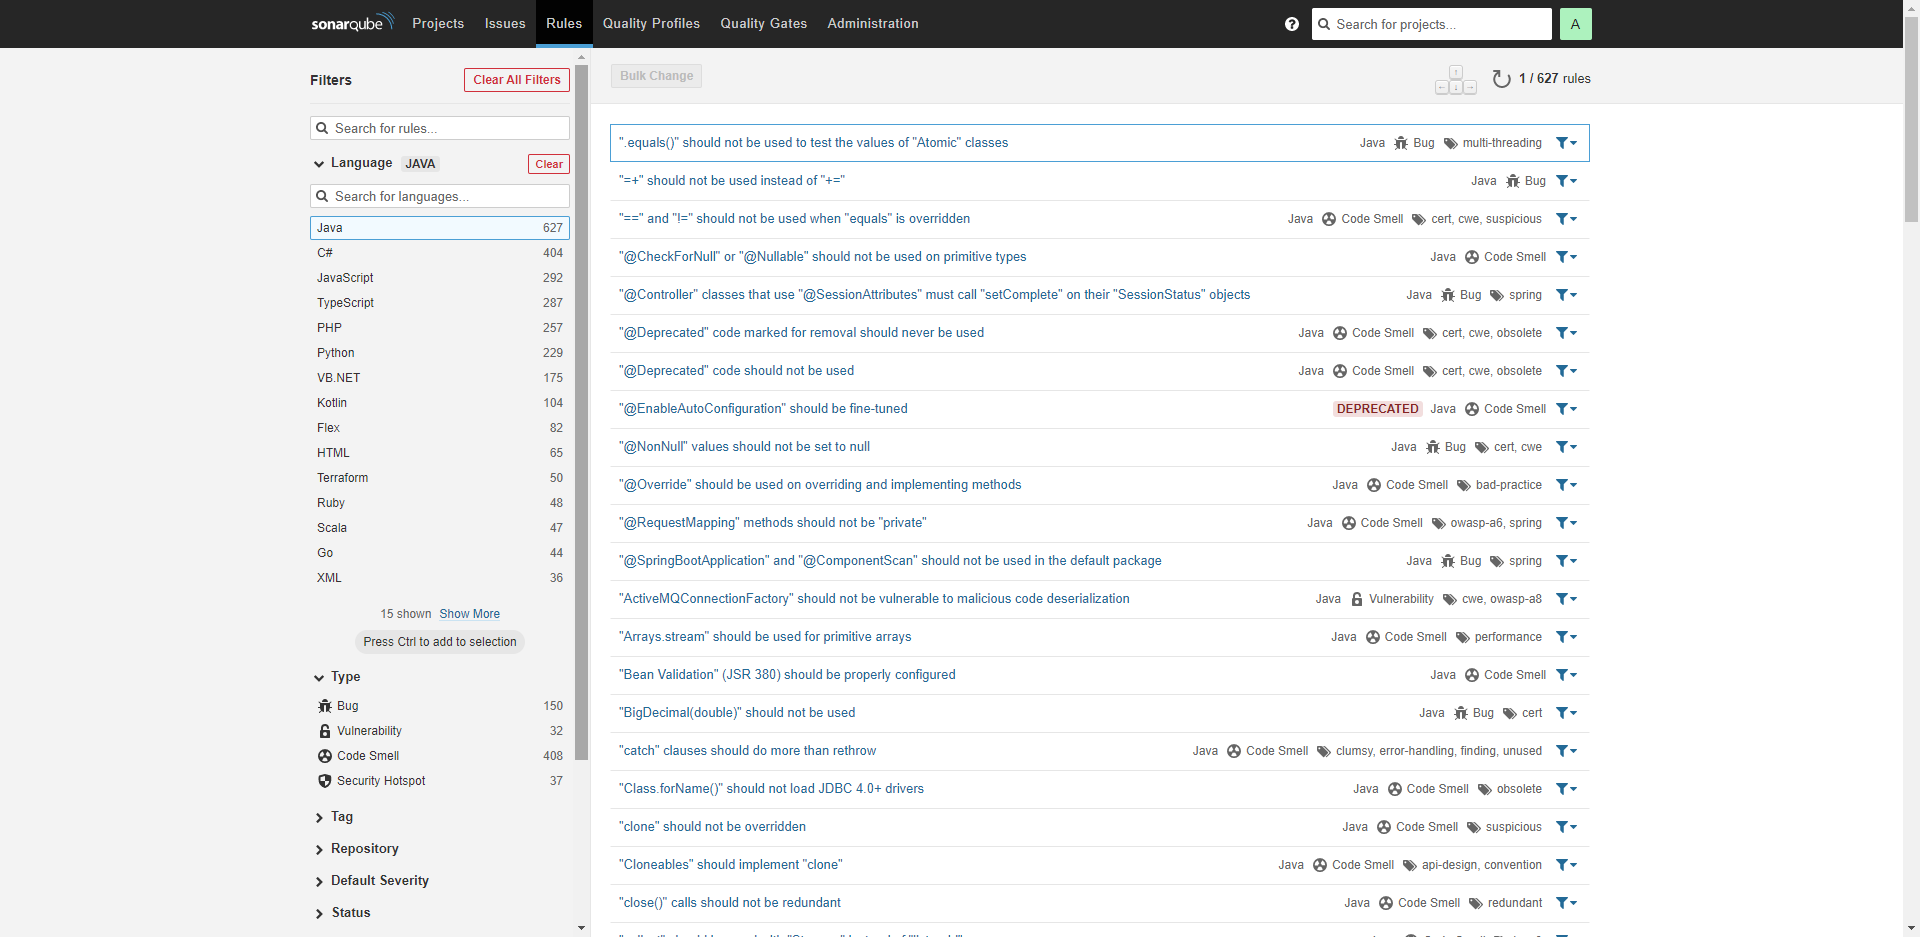 sonarqube Projects Issues Rules Quality Profiles Quality Gates Administration ? Search for projects... A
Filters Clear All Filters
Search for rules...
Language JAVA Clear
Search for languages...
Java 627
C# 404
JavaScript 292
TypeScript 287
PHP 257
Python 229
VB.NET 175
Kotlin 104
Flex 82
HTML 65
Terraform 50
Ruby 48
Scala 47
Go 44
XML 36
15 shown Show More
Press Ctrl to add to selection
Type
Bug 150
Vulnerability 32
Code Smell 408
Security Hotspot 37
Tag
Repository
Default Severity
Status
Bulk Change 1 / 627 rules
".equals()" should not be used to test the values of "Atomic" classes Java Bug multi-threading
"=+" should not be used instead of "+=" Java Bug
"==" and "!=" should not be used when "equals" is overridden Java Code Smell cert, cwe, suspicious
"@CheckForNull" or "@Nullable" should not be used on primitive types Java Code Smell
"@Controller" classes that use "@SessionAttributes" must call "setComplete" on their "SessionStatus" objects Java Bug spring
"@Deprecated" code marked for removal should never be used Java Code Smell cert, cwe, obsolete
"@Deprecated" code should not be used Java Code Smell cert, cwe, obsolete
"@EnableAutoConfiguration" should be fine-tuned DEPRECATED Java Code Smell
"@NonNull" values should not be set to null Java Bug cert, cwe
"@Override" should be used on overriding and implementing methods Java Code Smell bad-practice
"@RequestMapping" methods should not be "private" Java Code Smell owasp-a6, spring
"@SpringBootApplication" and "@ComponentScan" should not be used in the default package Java Bug spring
"ActiveMQConnectionFactory" should not be vulnerable to malicious code deserialization Java Vulnerability cwe, owasp-a8
"Arrays.stream" should be used for primitive arrays Java Code Smell performance
"Bean Validation" (JSR 380) should be properly configured Java Code Smell
"BigDecimal(double)" should not be used Java Bug cert
"catch" clauses should do more than rethrow Java Code Smell clumsy, error-handling, finding, unused
"Class.forName()" should not load JDBC 4.0+ drivers Java Code Smell obsolete
"clone" should not be overridden Java Code Smell suspicious
"Cloneables" should implement "clone" Java Code Smell api-design, convention
"close()" calls should not be redundant Java Code Smell redundant